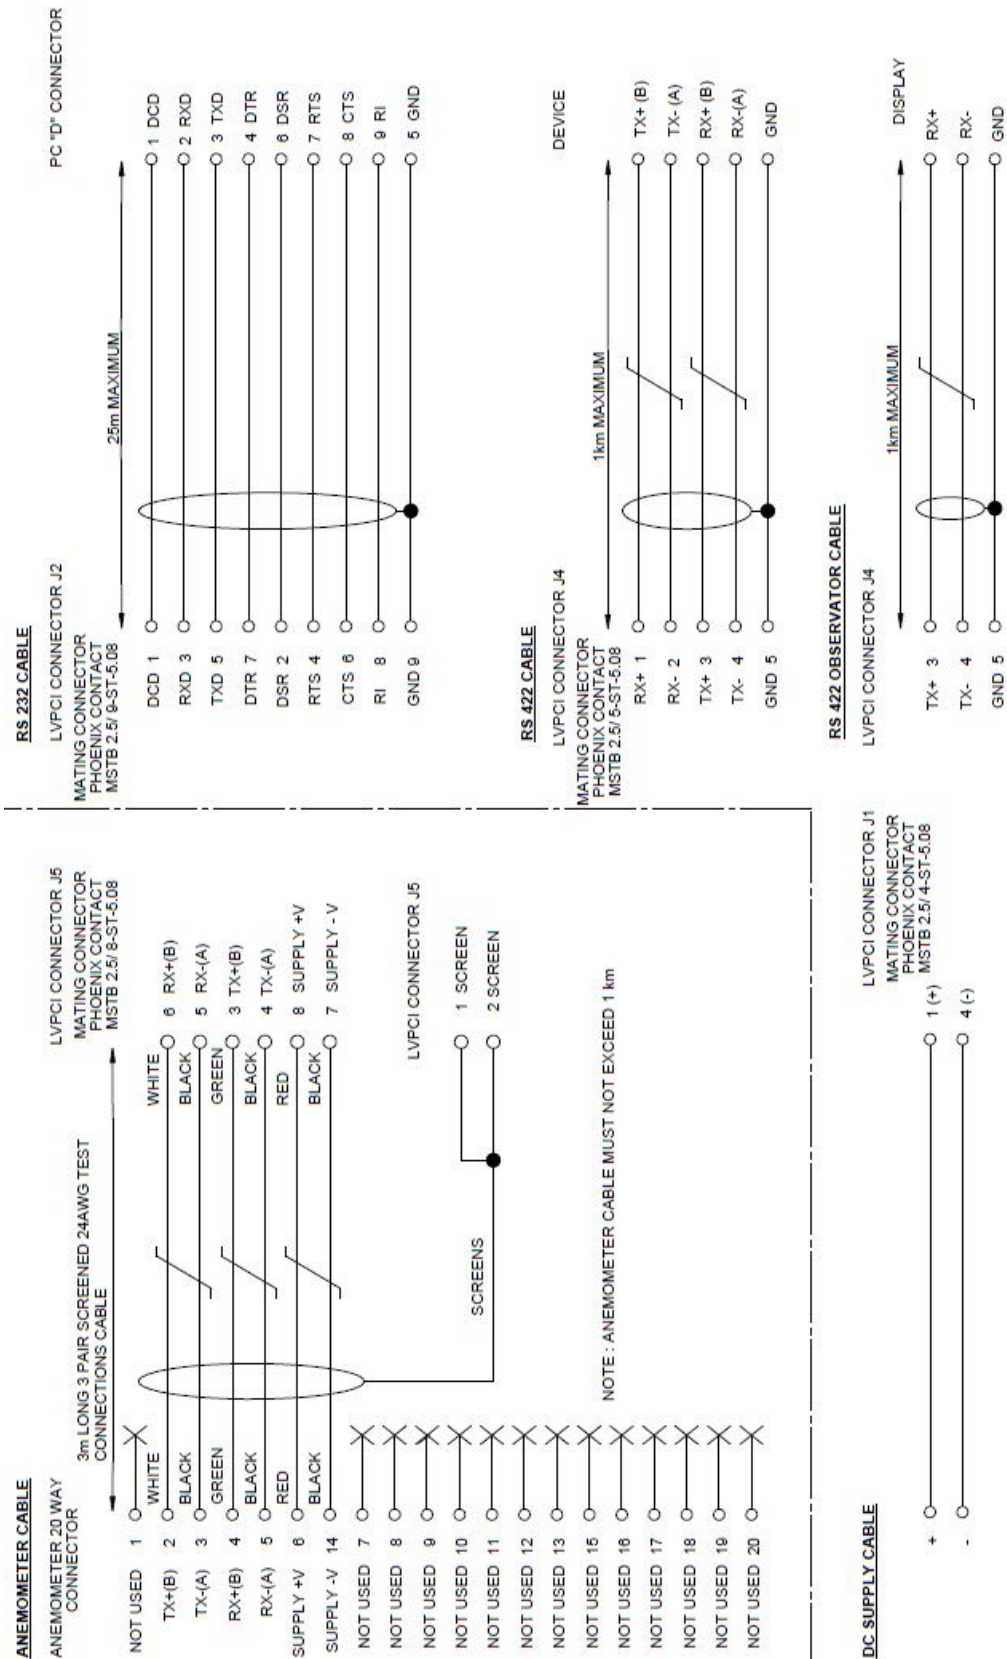 ANEMOMETER CABLE
ANEMOMETER 20 WAY
CONNECTOR
3m LONG 3 PAIR SCREENED 24AWG TEST
CONNECTIONS CABLE
LVPCI CONNECTOR J5
MATING CONNECTOR
PHOENIX CONTACT
MSTB 2.5/ 8-ST-5.08
NOT USED 1
TX+(B) 2 WHITE WHITE 6 RX+(B)
TX-(A) 3 BLACK BLACK 5 RX-(A)
RX+(B) 4 GREEN GREEN 3 TX+(B)
RX-(A) 5 BLACK BLACK 4 TX-(A)
SUPPLY +V 6 RED RED 8 SUPPLY +V
SUPPLY -V 14 BLACK BLACK 7 SUPPLY - V
NOT USED 7
NOT USED 8
NOT USED 9
NOT USED 10
NOT USED 11
NOT USED 12
NOT USED 13
NOT USED 15
NOT USED 16
NOT USED 17
NOT USED 18
NOT USED 19
NOT USED 20
LVPCI CONNECTOR J5
1 SCREEN
SCREENS 2 SCREEN
NOTE : ANEMOMETER CABLE MUST NOT EXCEED 1 km
DC SUPPLY CABLE
LVPCI CONNECTOR J1
MATING CONNECTOR
PHOENIX CONTACT
MSTB 2.5/ 4-ST-5.08
+ 1 (+)
- 4 (-)
RS 232 CABLE
LVPCI CONNECTOR J2
MATING CONNECTOR
PHOENIX CONTACT
MSTB 2.5/ 9-ST-5.08
25m MAXIMUM
PC "D" CONNECTOR
DCD 1 1 DCD
RXD 3 2 RXD
TXD 5 3 TXD
DTR 7 4 DTR
DSR 2 6 DSR
RTS 4 7 RTS
CTS 6 8 CTS
RI 8 9 RI
GND 9 5 GND
RS 422 CABLE
LVPCI CONNECTOR J4
MATING CONNECTOR
PHOENIX CONTACT
MSTB 2.5/ 5-ST-5.08
1km MAXIMUM
DEVICE
RX+ 1 TX+ (B)
RX- 2 TX- (A)
TX+ 3 RX+ (B)
TX- 4 RX-(A)
GND 5 GND
RS 422 OBSERVATOR CABLE
LVPCI CONNECTOR J4
1km MAXIMUM
DISPLAY
TX+ 3 RX+
TX- 4 RX-
GND 5 GND